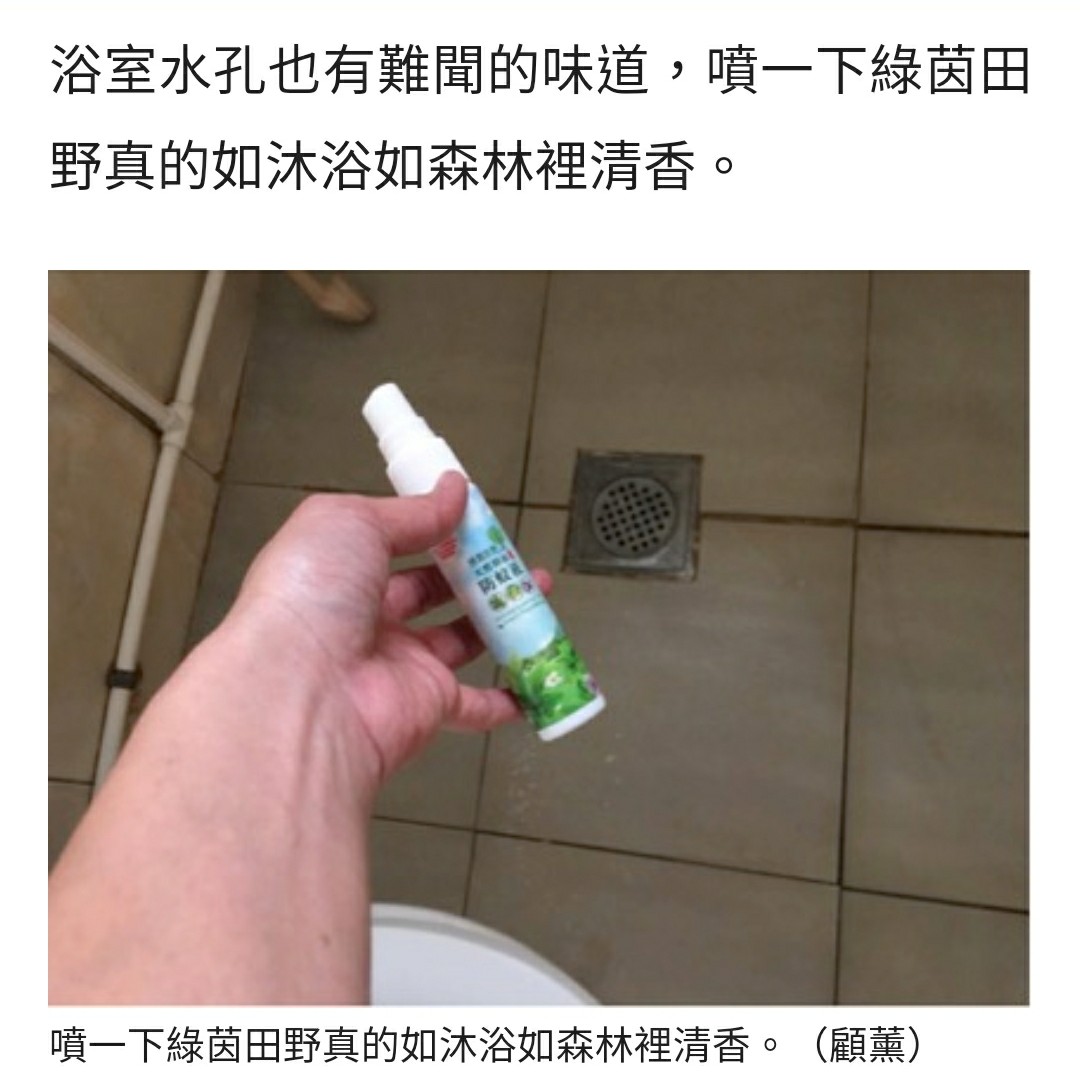 浴室水孔也有難聞的味道，噴一下綠茵田
野真的如沐浴如森林裡清香。
防蚊液
噴一下綠茵田野真的如沐浴如森林裡清香。（顧薰）